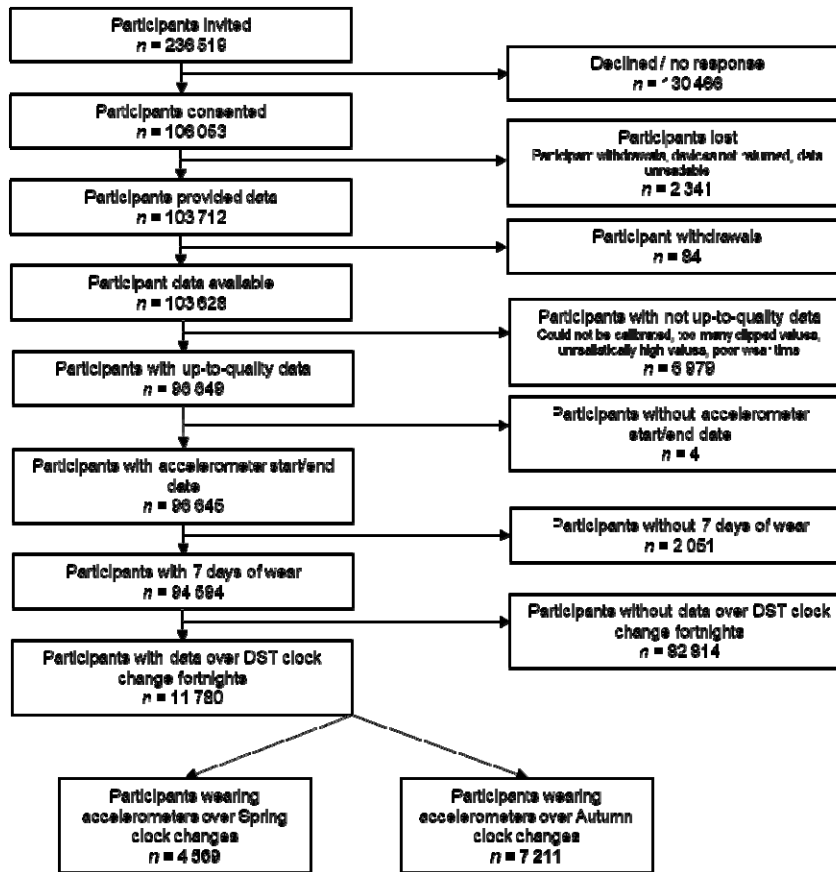 Participants invited
n = 236 519
Declined / no response
n = 130 466
Participants consented
n = 106 053
Participants lost
Participant withdrawals, devices not returned, data
unreadable
n = 2 341
Participants provided data
n = 103 712
Participant withdrawals
n = 84
Participant data available
n = 103 628
Participants with not up-to-quality data
Could not be calibrated, too many clipped values,
unrealistically high values, poor wear time
n = 6 979
Participants with up-to-quality data
n = 96 649
Participants without accelerometer
start/end date
n = 4
Participants with accelerometer start/end
date
n = 96 645
Participants without 7 days of wear
n = 2 051
Participants with 7 days of wear
n = 94 594
Participants without data over DST clock
change fortnights
n = 82 814
Participants with data over DST clock
change fortnights
n = 11 780
Participants wearing
accelerometers over Spring
clock changes
n = 4 569
Participants wearing
accelerometers over Autumn
clock changes
n = 7 211